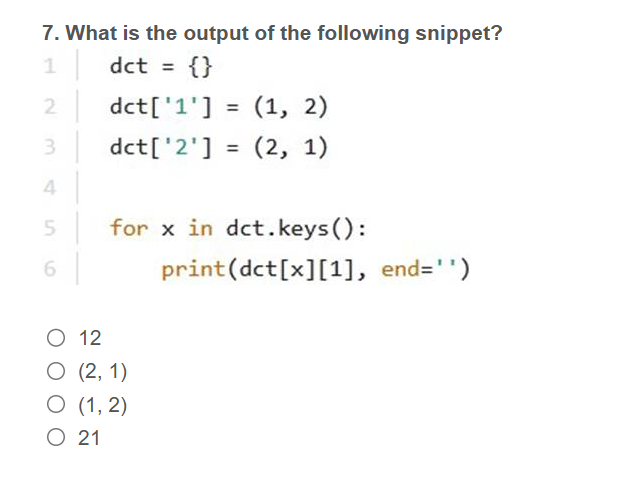 7. What is the output of the following snippet?
1 dct = {}
2 dct['1'] = (1, 2)
3 dct['2'] = (2, 1)
4
5 for x in dct.keys():
6     print(dct[x][1], end='')
12
(2, 1)
(1, 2)
21